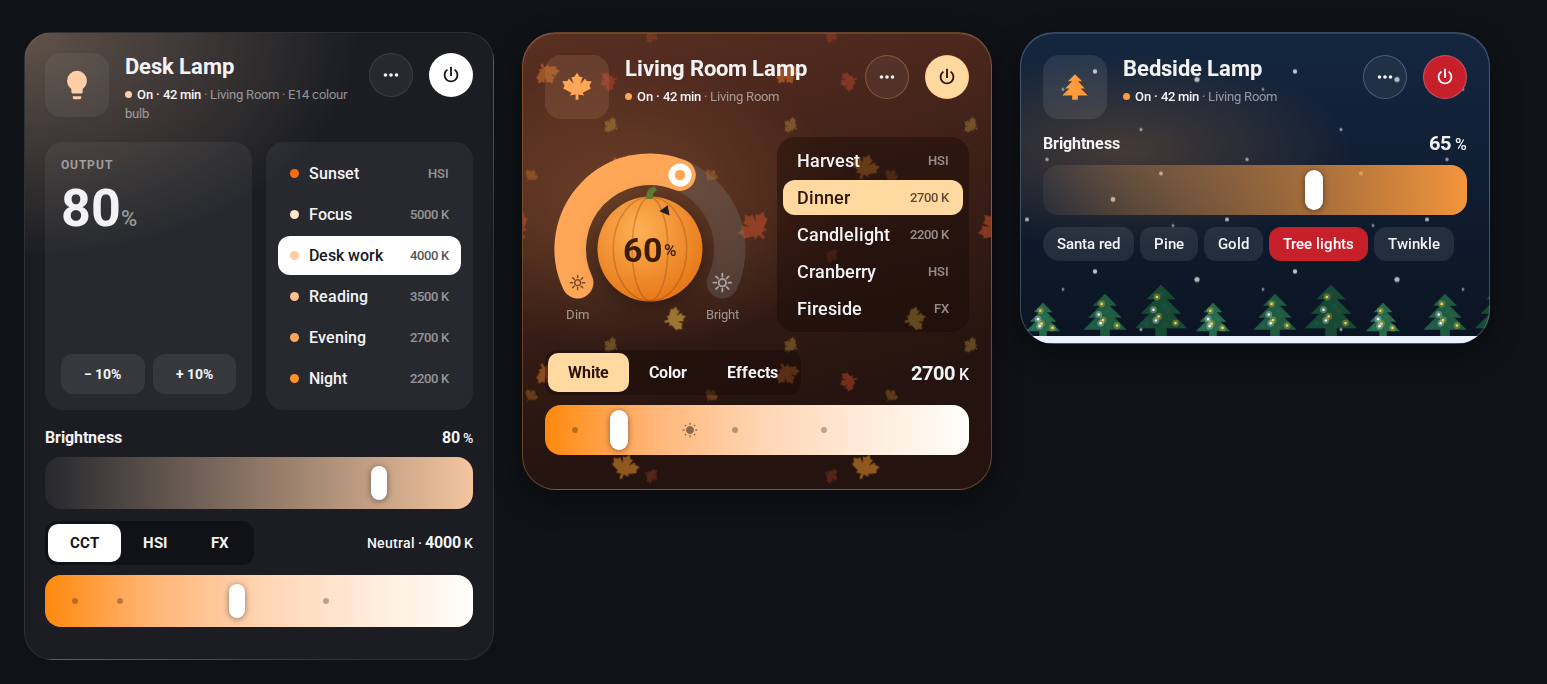 Desk Lamp
On · 42 min · Living Room · E14 colour
bulb
OUTPUT
80%
− 10%
+ 10%
Sunset HSI
Focus 5000 K
Desk work 4000 K
Reading 3500 K
Evening 2700 K
Night 2200 K
Brightness 80 %
CCT HSI FX Neutral · 4000 K
Living Room Lamp
On · 42 min · Living Room
60%
Dim Bright
Harvest HSI
Dinner 2700 K
Candlelight 2200 K
Cranberry HSI
Fireside FX
White Color Effects 2700 K
Bedside Lamp
On · 42 min · Living Room
Brightness 65 %
Santa red Pine Gold Tree lights Twinkle